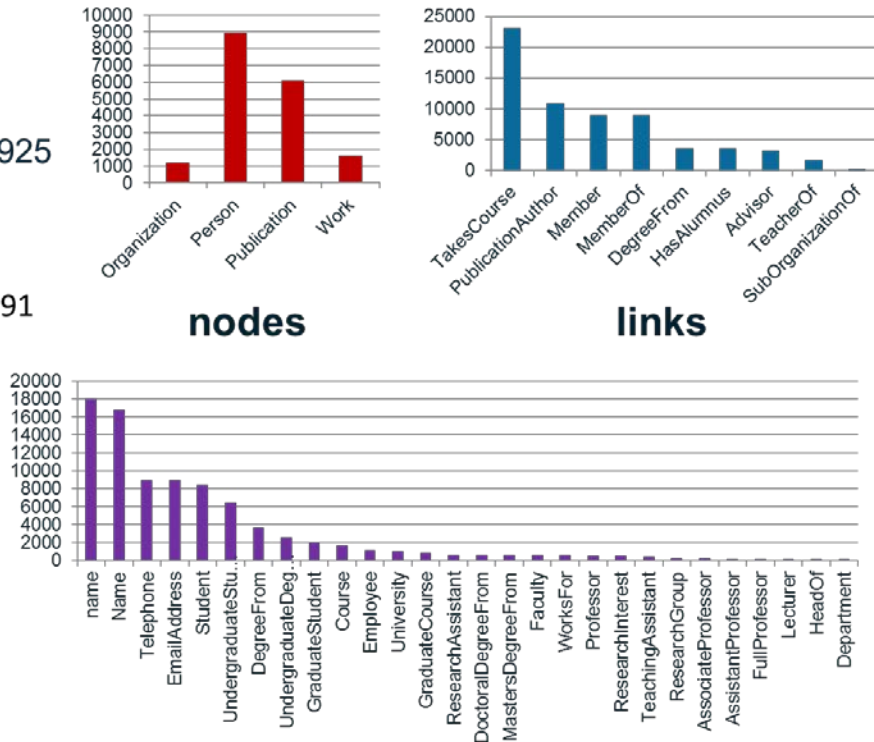 10000
9000
8000
7000
6000
5000
4000
3000
2000
1000
0
Organization
Person
Publication
Work
925
91
nodes
25000
20000
15000
10000
5000
0
TakesCourse
PublicationAuthor
Member
MemberOf
DegreeFrom
HasAlumnus
Advisor
TeacherOf
SubOrganizationOf
links
20000
18000
16000
14000
12000
10000
8000
6000
4000
2000
0
name
Name
Telephone
EmailAddress
Student
UndergraduateStu...
DegreeFrom
UndergraduateDeg...
GraduateStudent
Course
Employee
University
GraduateCourse
ResearchAssistant
DoctoralDegreeFrom
MastersDegreeFrom
Faculty
WorksFor
Professor
ResearchInterest
TeachingAssistant
ResearchGroup
AssociateProfessor
AssistantProfessor
FullProfessor
Lecturer
HeadOf
Department